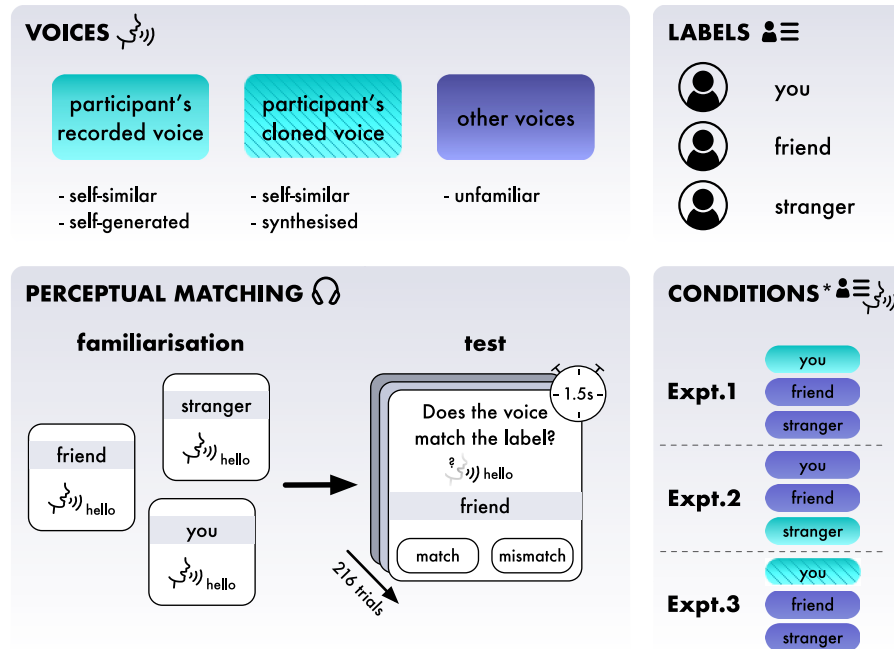 VOICES
participant's
recorded voice
- self-similar
- self-generated
participant's
cloned voice
- self-similar
- synthesised
other voices
- unfamiliar
LABELS
you
friend
stranger
PERCEPTUAL MATCHING
familiarisation
friend
hello
stranger
hello
you
hello
test
1.5s
Does the voice
match the label?
? hello
friend
match mismatch
216 trials
CONDITIONS*
Expt.1
you
friend
stranger
Expt.2
you
friend
stranger
Expt.3
you
friend
stranger